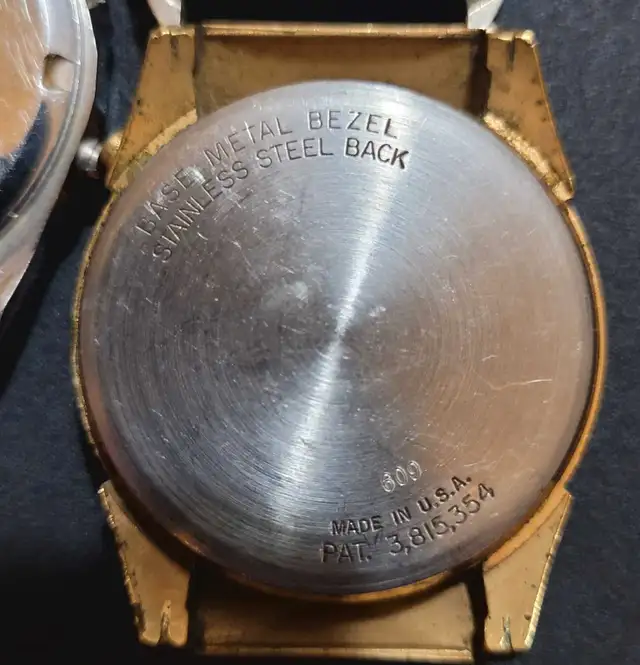 BASE METAL BEZEL
STAINLESS STEEL BACK
609
MADE IN U.S.A.
PAT. 3,815,354